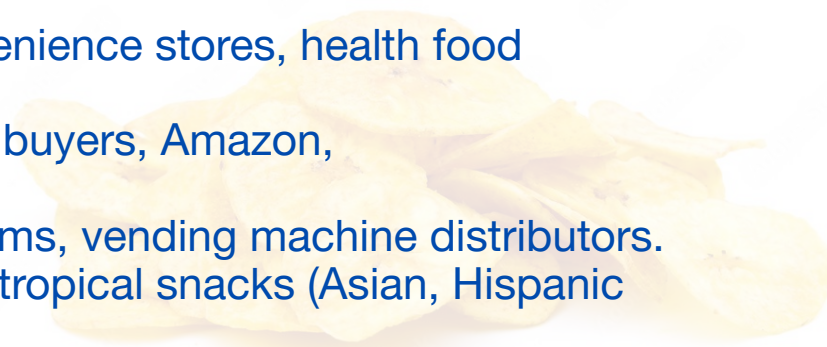 enience stores, health food
buyers, Amazon,
ms, vending machine distributors.
tropical snacks (Asian, Hispanic